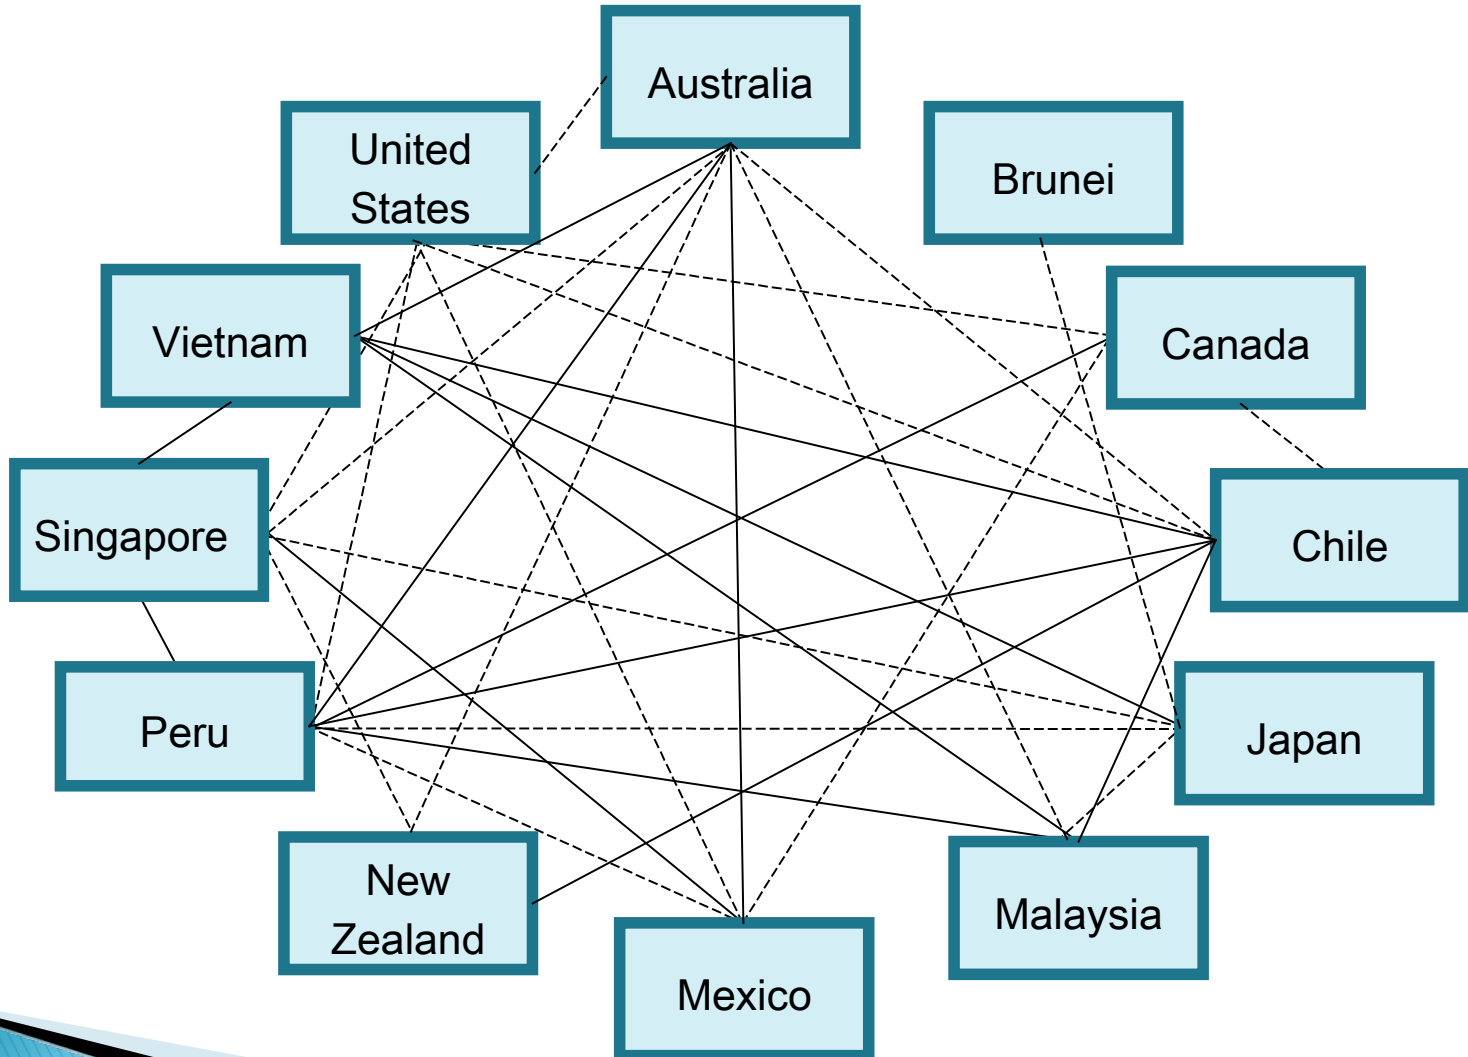 Australia
United
States
Brunei
Vietnam
Canada
Singapore
Chile
Peru
Japan
New
Zealand
Malaysia
Mexico